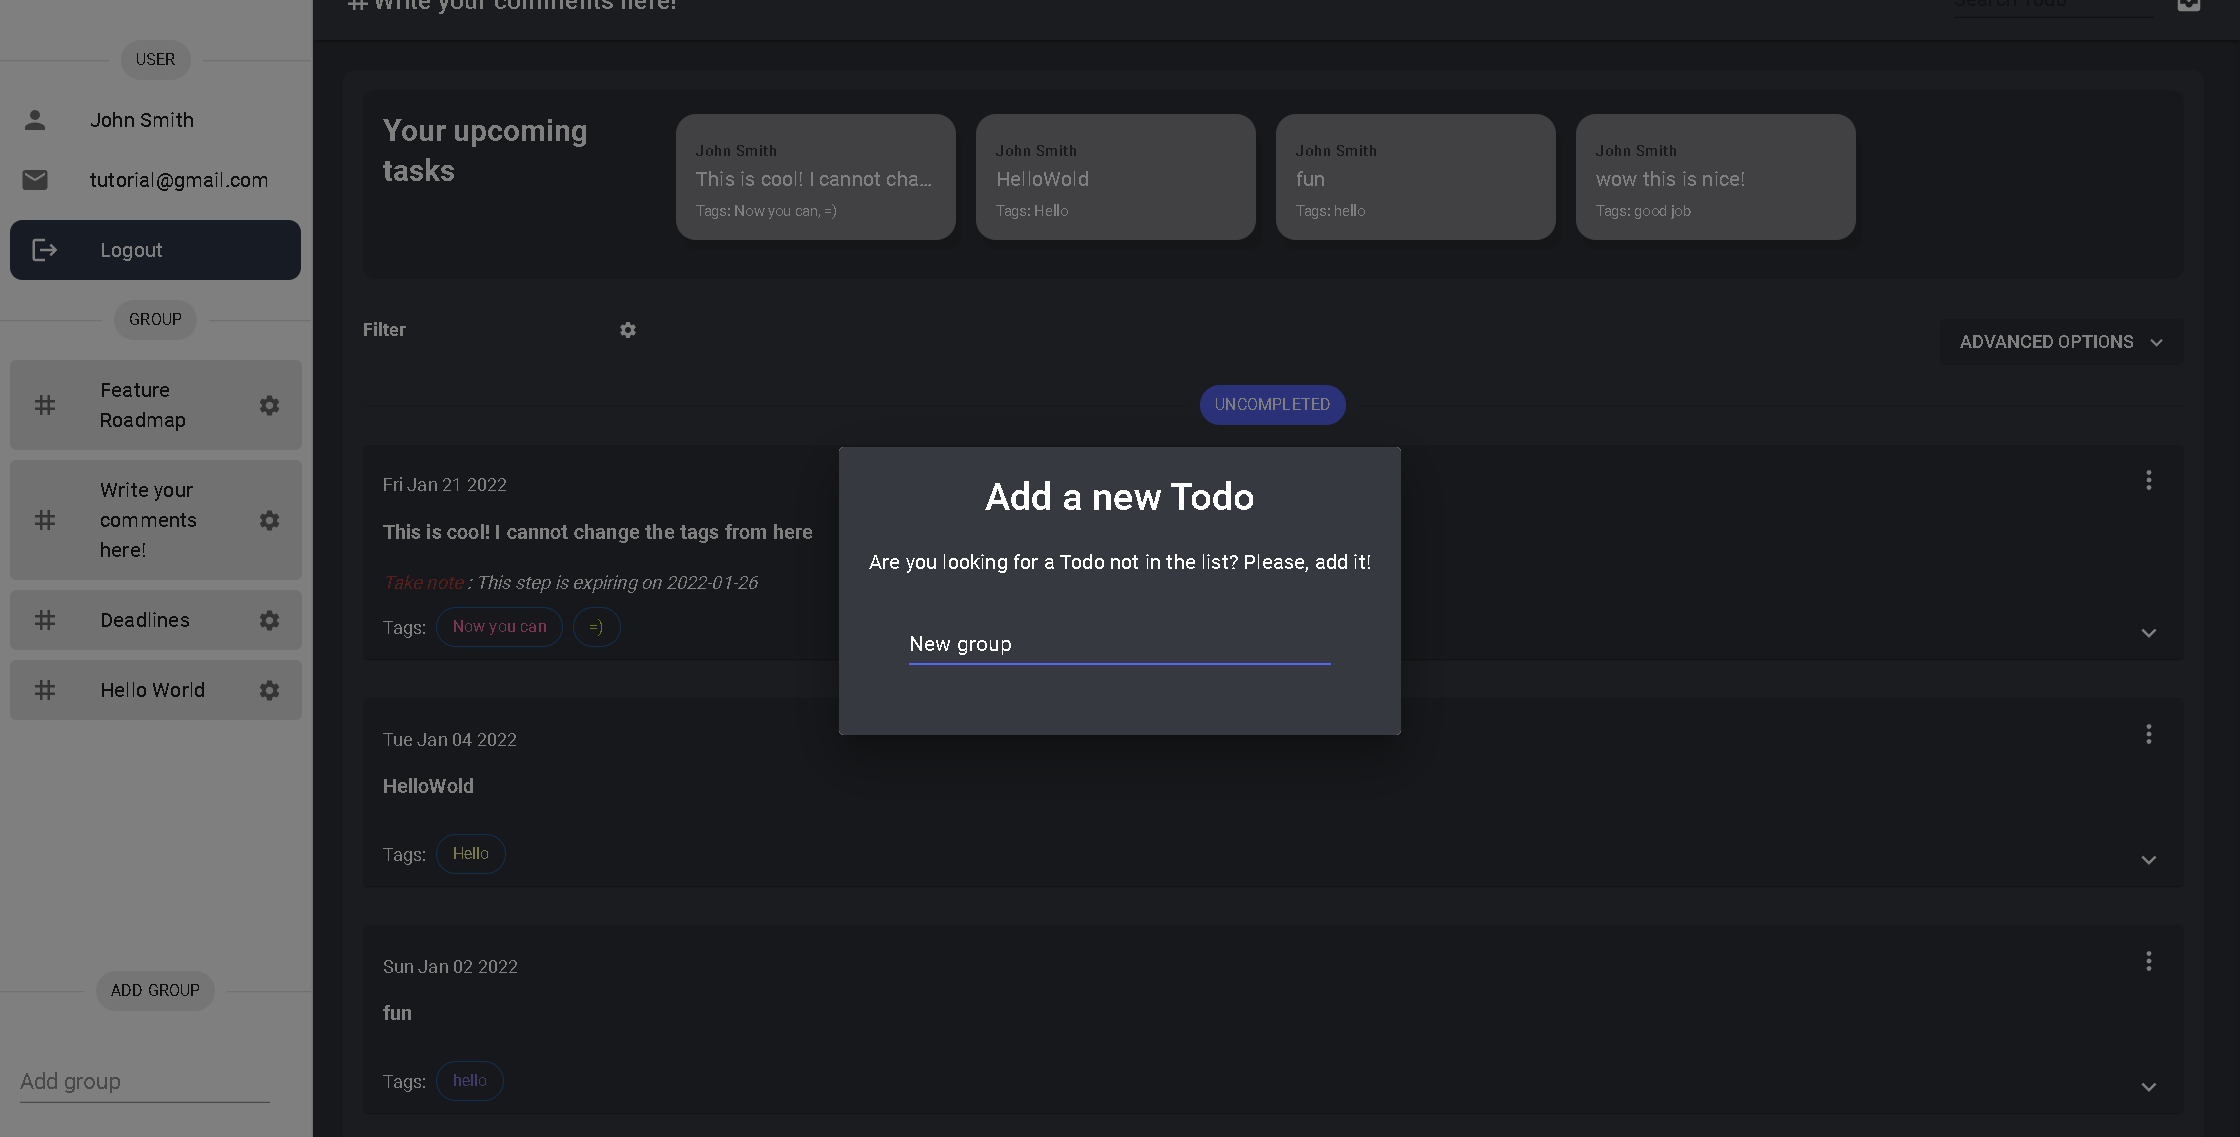 USER
John Smith
tutorial@gmail.com
Logout
GROUP
Feature
Roadmap
Write your
comments
here!
Deadlines
Hello World
ADD GROUP
Add group
# Write your comments here!
Search Todo
Your upcoming
tasks
John Smith
This is cool! I cannot cha...
Tags: Now you can, =)
John Smith
HelloWold
Tags: Hello
John Smith
fun
Tags: hello
John Smith
wow this is nice!
Tags: good job
Filter
ADVANCED OPTIONS
UNCOMPLETED
Fri Jan 21 2022
This is cool! I cannot change the tags from here
Take note : This step is expiring on 2022-01-26
Tags: Now you can =)
Add a new Todo
Are you looking for a Todo not in the list? Please, add it!
New group
Tue Jan 04 2022
HelloWold
Tags: Hello
Sun Jan 02 2022
fun
Tags: hello